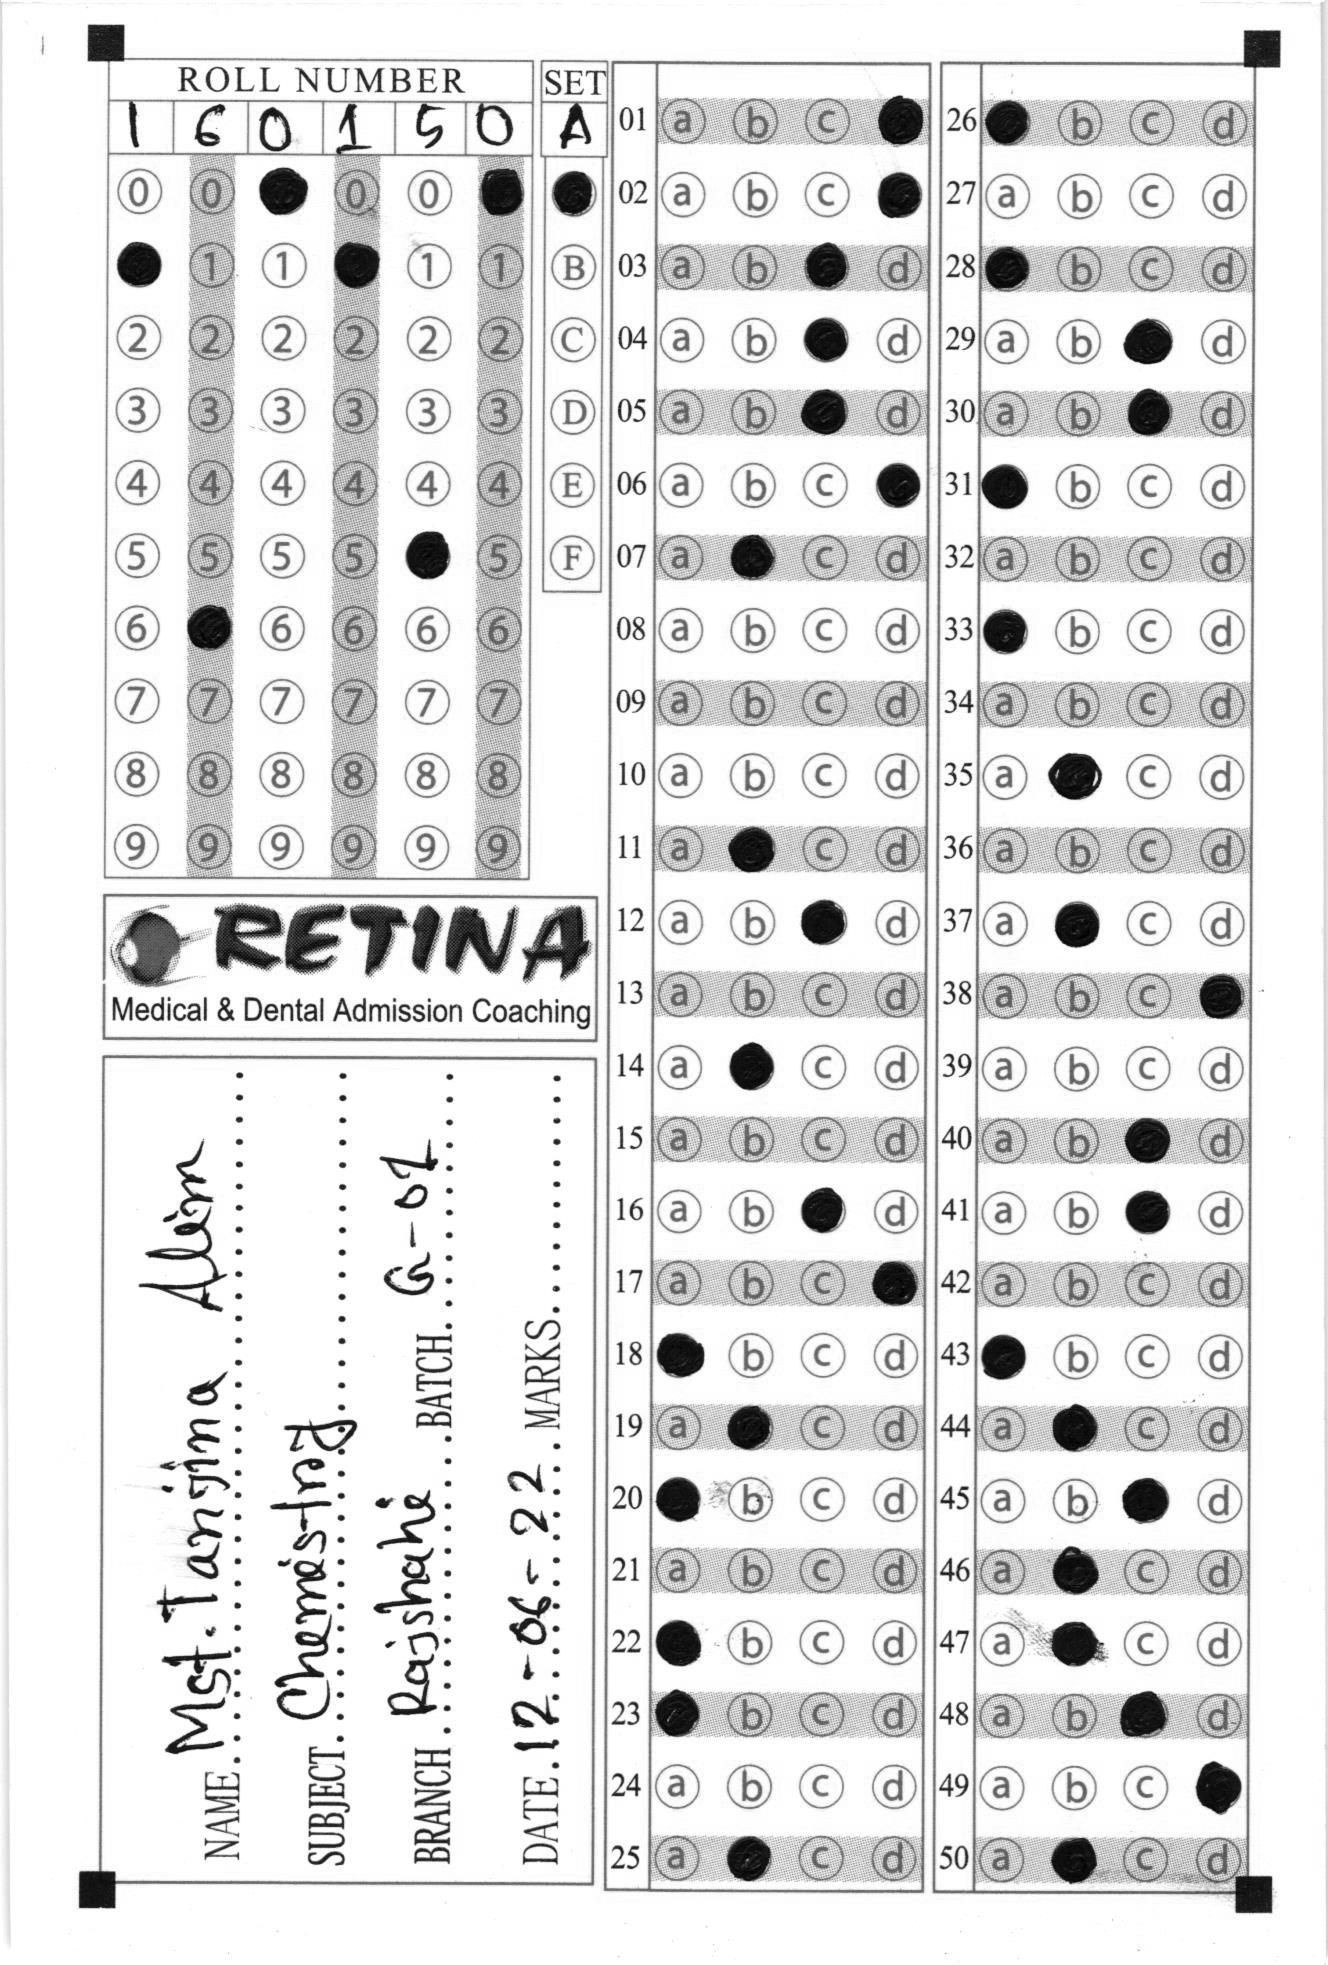 ROLL NUMBER
1 6 0 1 5 0
0 0 0 0
1 1 1 1
2 2 2 2 2 2
3 3 3 3 3 3
4 4 4 4 4 4
5 5 5 5 5
6 6 6 6 6
7 7 7 7 7 7
8 8 8 8 8 8
9 9 9 9 9 9
SET
A
B
C
D
E
F
RETINA
Medical & Dental Admission Coaching
NAME Mst. Tanjina Alim
SUBJECT Chemistry
BRANCH Rajshahi BATCH G-01
DATE 12-06-22 MARKS
01 a b c
02 a b c
03 a b d
04 a b d
05 a b d
06 a b c
07 a c d
08 a b c d
09 a b c d
10 a b c d
11 a c d
12 a b d
13 a b c d
14 a c d
15 a b c d
16 a b d
17 a b c
18 b c d
19 a c d
20 b c d
21 a b c d
22 b c d
23 b c d
24 a b c d
25 a c d
26 b c d
27 a b c d
28 b c d
29 a b d
30 a b d
31 b c d
32 a b c d
33 b c d
34 a b c d
35 a c d
36 a b c d
37 a c d
38 a b c
39 a b c d
40 a b d
41 a b d
42 a b c d
43 b c d
44 a c d
45 a b d
46 a c d
47 a c d
48 a b d
49 a b c
50 a c d